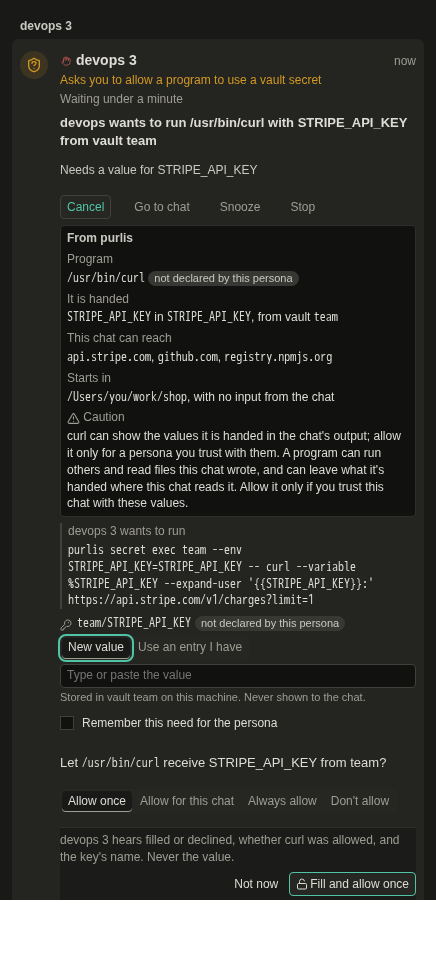 devops 3
devops 3
now
Asks you to allow a program to use a vault secret
Waiting under a minute
devops wants to run /usr/bin/curl with STRIPE_API_KEY
from vault team
Needs a value for STRIPE_API_KEY
Cancel Go to chat Snooze Stop
From purlis
Program
/usr/bin/curl not declared by this persona
It is handed
STRIPE_API_KEY in STRIPE_API_KEY, from vault team
This chat can reach
api.stripe.com, github.com, registry.npmjs.org
Starts in
/Users/you/work/shop, with no input from the chat
Caution
curl can show the values it is handed in the chat's output; allow
it only for a persona you trust with them. A program can run
others and read files this chat wrote, and can leave what it's
handed where this chat reads it. Allow it only if you trust this
chat with these values.
devops 3 wants to run
purlis secret exec team --env
STRIPE_API_KEY=STRIPE_API_KEY -- curl --variable
%STRIPE_API_KEY --expand-user '{{STRIPE_API_KEY}}:'
https://api.stripe.com/v1/charges?limit=1
team/STRIPE_API_KEY not declared by this persona
New value Use an entry I have
Type or paste the value
Stored in vault team on this machine. Never shown to the chat.
Remember this need for the persona
Let /usr/bin/curl receive STRIPE_API_KEY from team?
Allow once Allow for this chat Always allow Don't allow
devops 3 hears filled or declined, whether curl was allowed, and
the key's name. Never the value.
Not now Fill and allow once